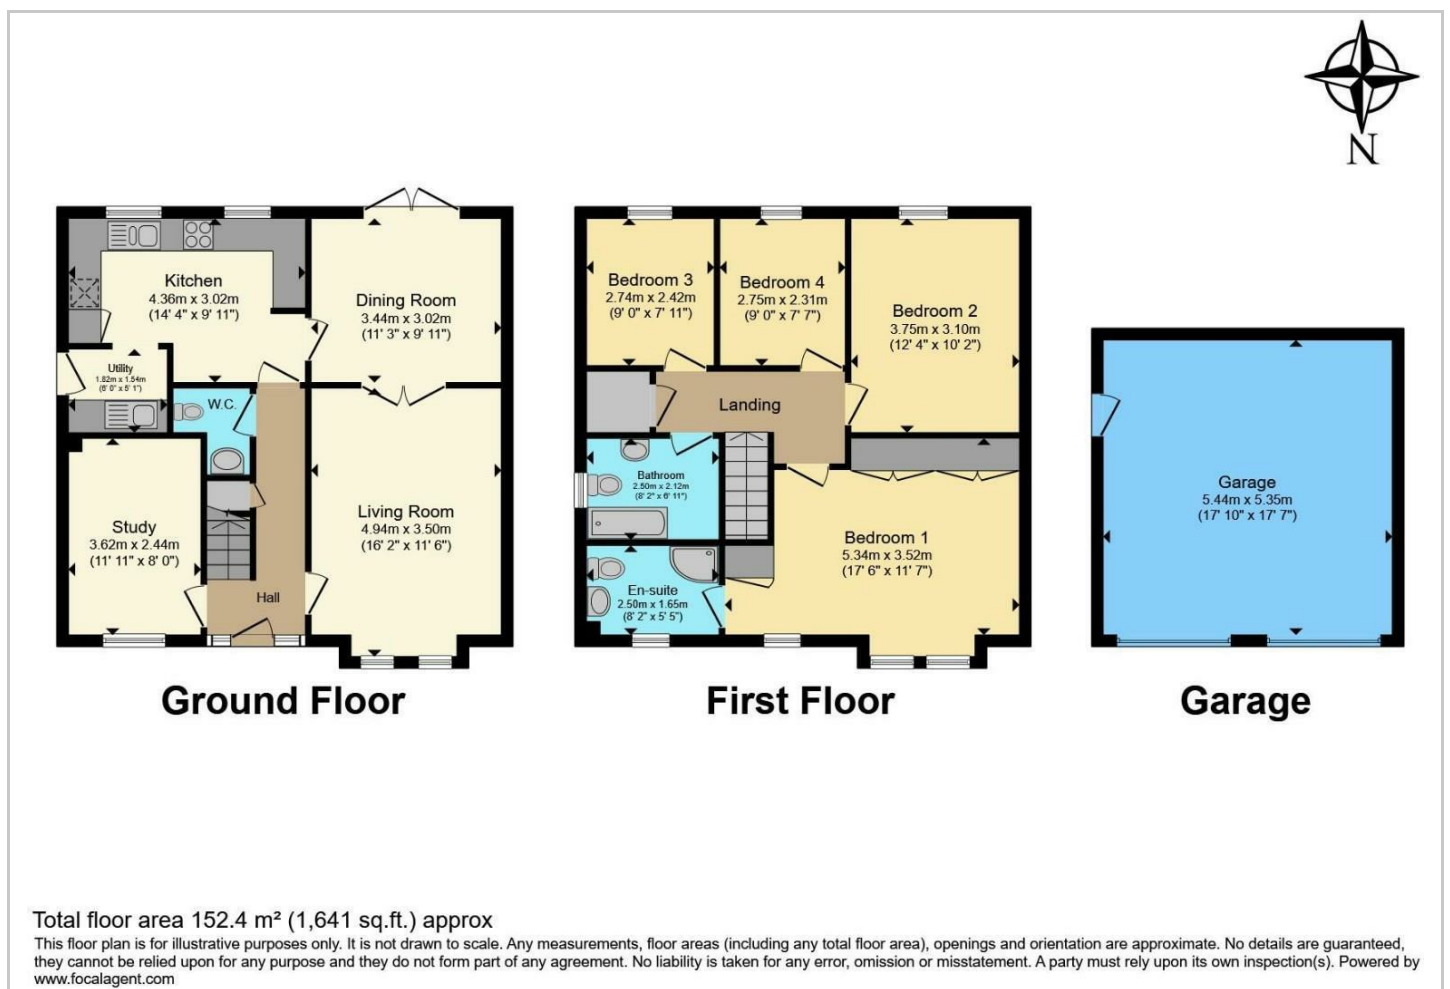 N
Kitchen
4.36m x 3.02m
(14' 4" x 9' 11")
Dining Room
3.44m x 3.02m
(11' 3" x 9' 11")
Utility
1.82m x 1.54m
(6' 0" x 5' 1")
W.C.
Study
3.62m x 2.44m
(11' 11" x 8' 0")
Living Room
4.94m x 3.50m
(16' 2" x 11' 6")
Hall
Ground Floor
Bedroom 3
2.74m x 2.42m
(9' 0" x 7' 11")
Bedroom 4
2.75m x 2.31m
(9' 0" x 7' 7")
Bedroom 2
3.75m x 3.10m
(12' 4" x 10' 2")
Landing
Bathroom
2.50m x 2.12m
(8' 2" x 6' 11")
Bedroom 1
5.34m x 3.52m
(17' 6" x 11' 7")
En-suite
2.50m x 1.65m
(8' 2" x 5' 5")
First Floor
Garage
5.44m x 5.35m
(17' 10" x 17' 7")
Garage
Total floor area 152.4 m² (1,641 sq.ft.) approx
This floor plan is for illustrative purposes only. It is not drawn to scale. Any measurements, floor areas (including any total floor area), openings and orientation are approximate. No details are guaranteed,
they cannot be relied upon for any purpose and they do not form part of any agreement. No liability is taken for any error, omission or misstatement. A party must rely upon its own inspection(s). Powered by
www.focalagent.com